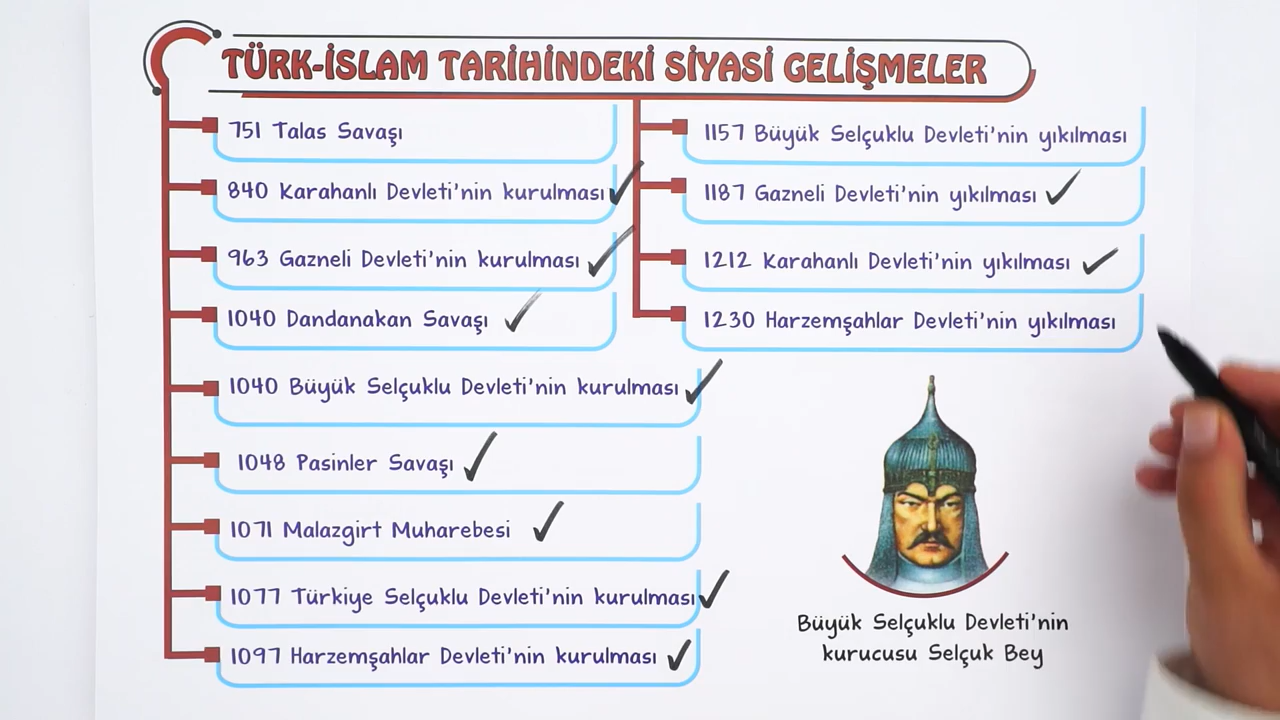 TÜRK-İSLAM TARİHİNDEKİ SİYASİ GELİŞMELER
751 Talas Savaşı
840 Karahanlı Devleti'nin kurulması
963 Gazneli Devleti'nin kurulması
1040 Dandanakan Savaşı
1040 Büyük Selçuklu Devleti'nin kurulması
1048 Pasinler Savaşı
1071 Malazgirt Muharebesi
1077 Türkiye Selçuklu Devleti'nin kurulması
1097 Harzemşahlar Devleti'nin kurulması
1157 Büyük Selçuklu Devleti'nin yıkılması
1187 Gazneli Devleti'nin yıkılması
1212 Karahanlı Devleti'nin yıkılması
1230 Harzemşahlar Devleti'nin yıkılması
Büyük Selçuklu Devleti'nin
kurucusu Selçuk Bey